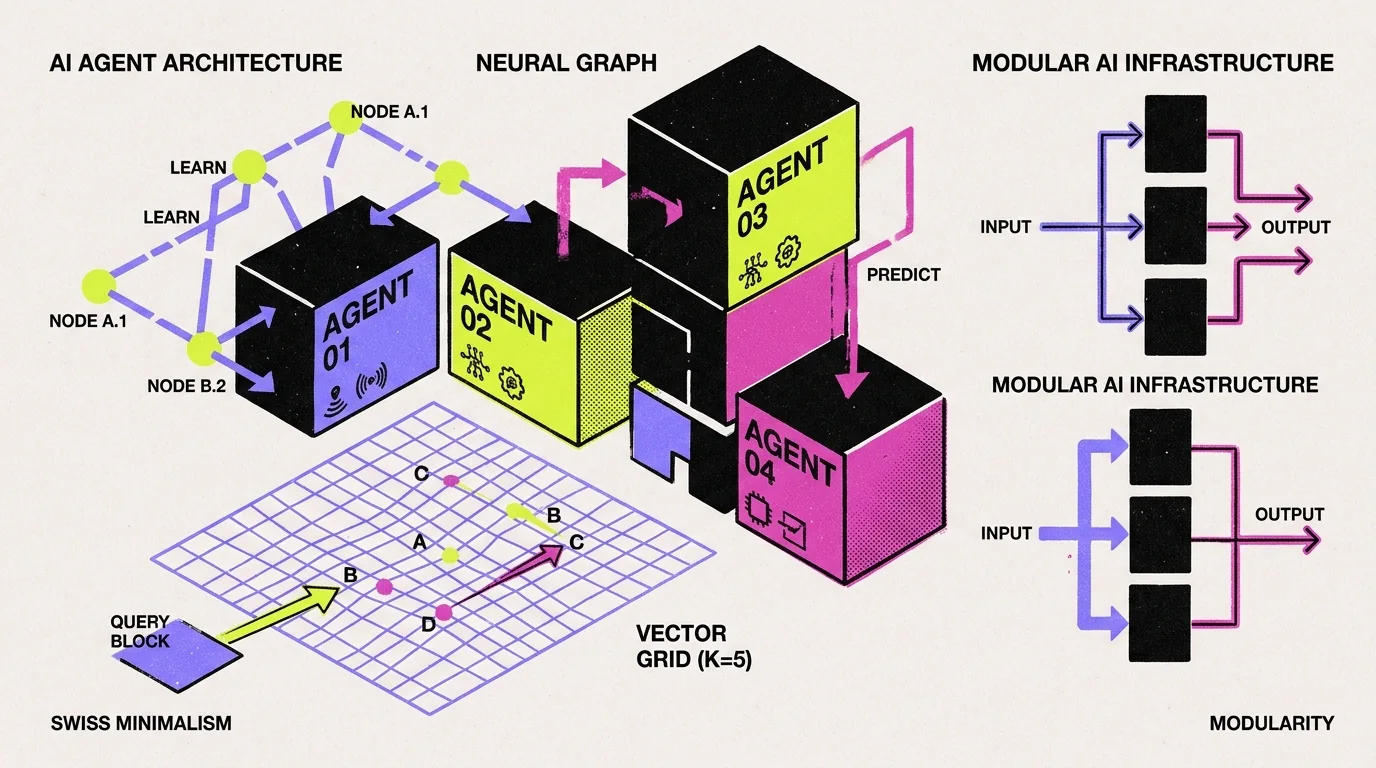 AI AGENT ARCHITECTURE
NEURAL GRAPH
MODULAR AI INFRASTRUCTURE
NODE A.1
LEARN
LEARN
NODE A.1
NODE B.2
AGENT
01
AGENT
02
AGENT
03
PREDICT
AGENT
04
INPUT
OUTPUT
MODULAR AI INFRASTRUCTURE
INPUT
OUTPUT
C
B
A
C
B
D
QUERY
BLOCK
VECTOR
GRID (K=5)
SWISS MINIMALISM
MODULARITY